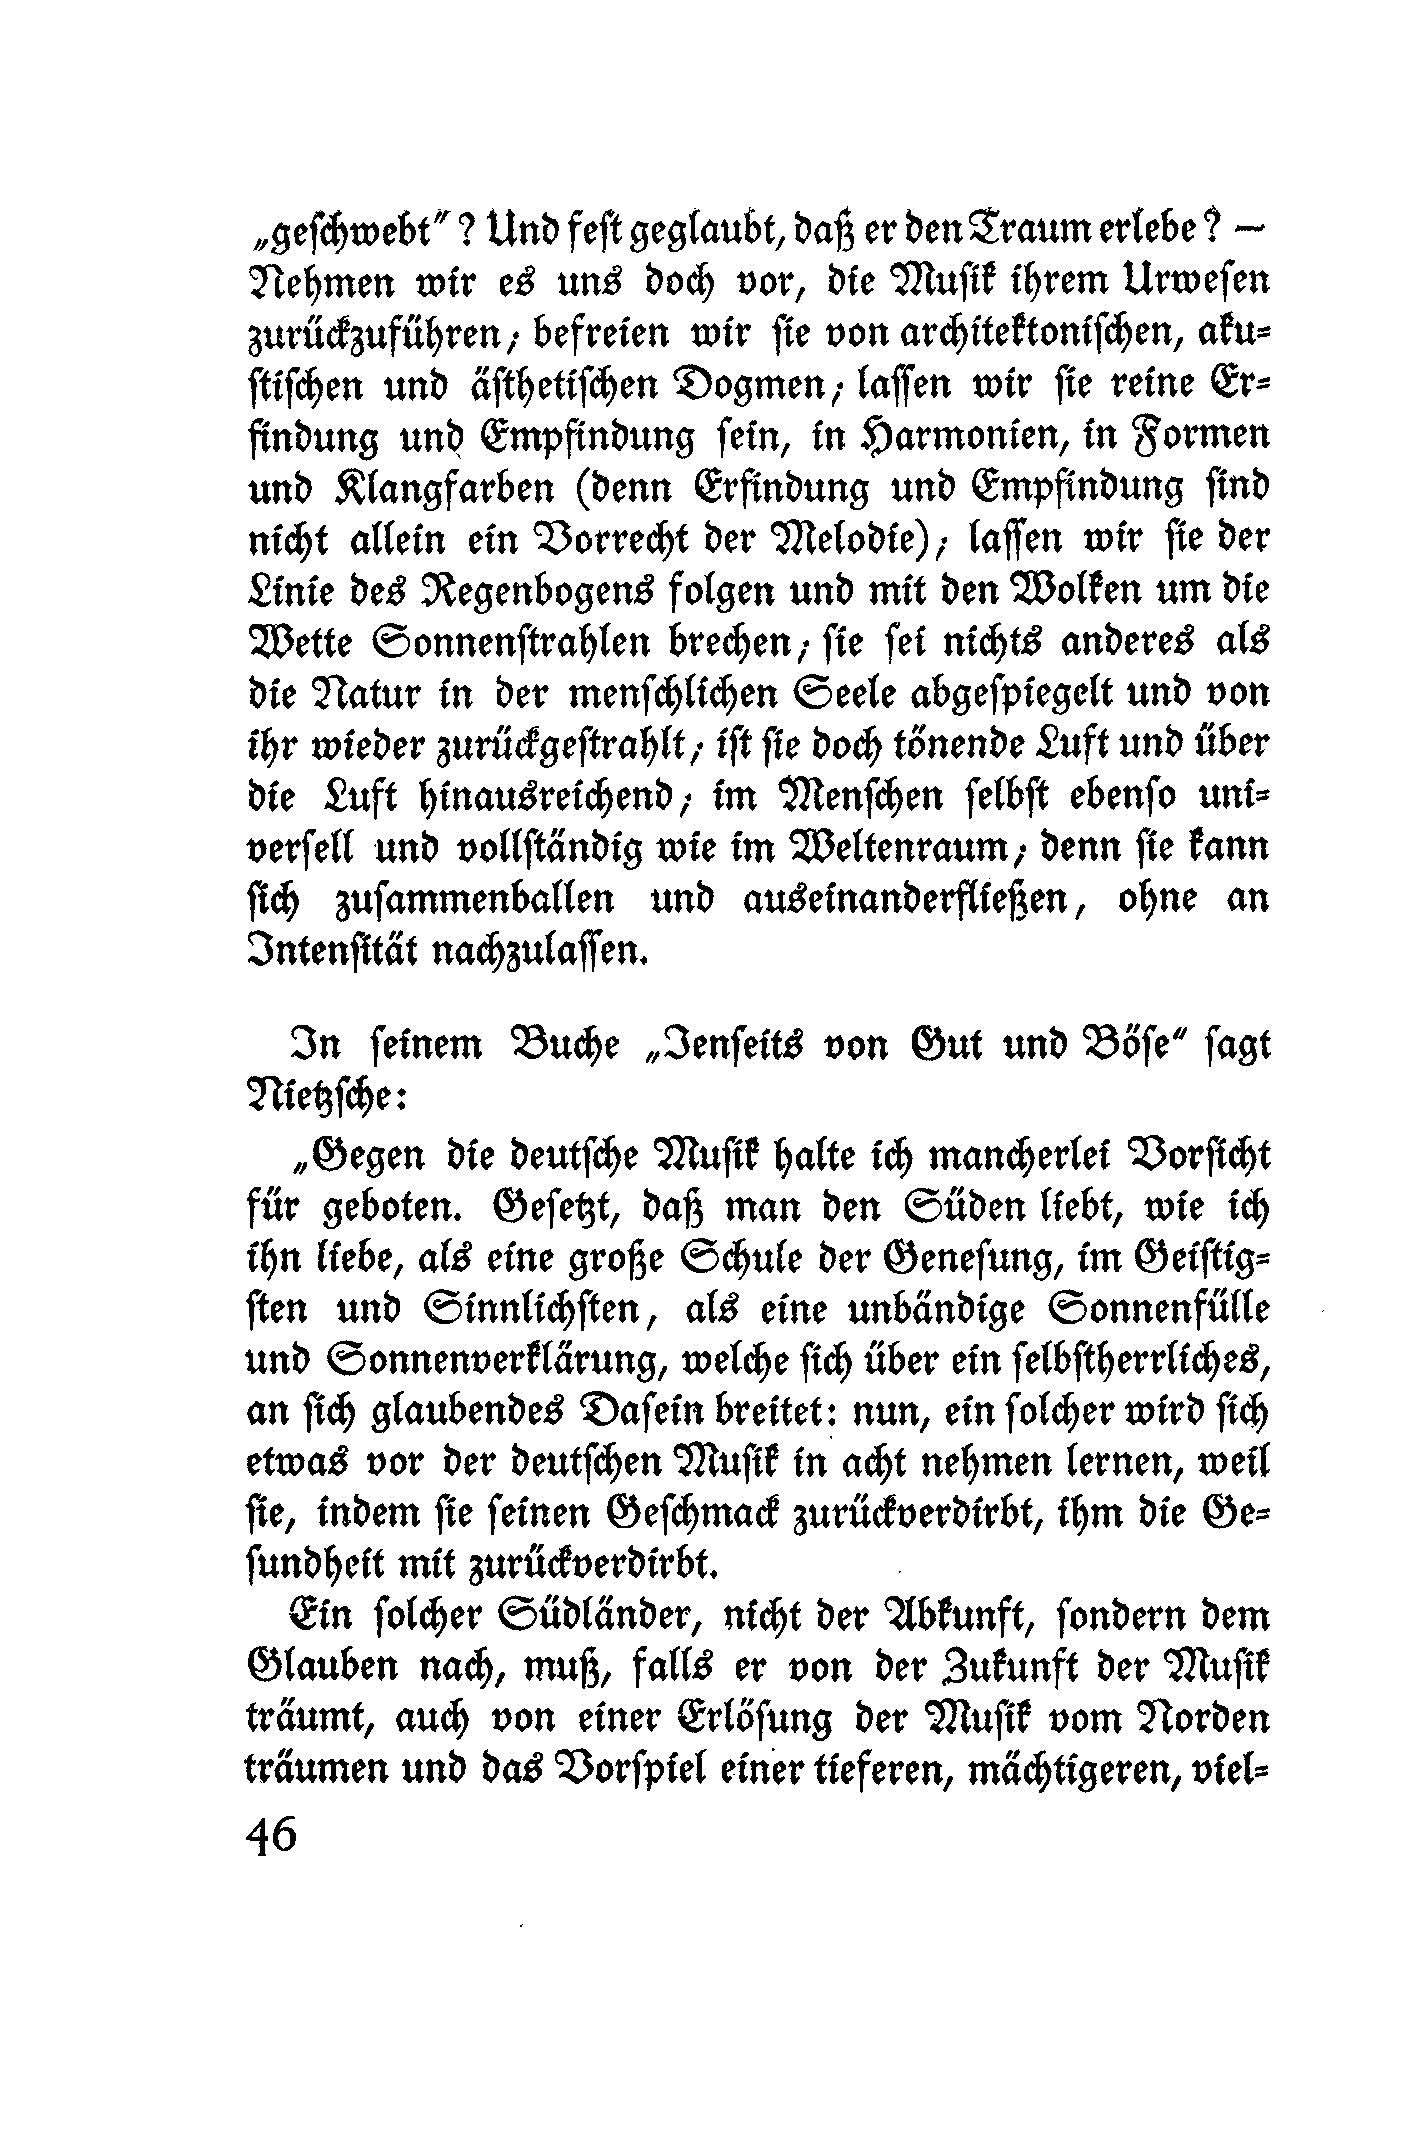 „geschwebt“? Und fest geglaubt, daß er den Traum erlebe? —
Nehmen wir es uns doch vor, die Musik ihrem Urwesen
zurückzuführen; befreien wir sie von architektonischen, aku-
stischen und ästhetischen Dogmen; lassen wir sie reine Er-
findung und Empfindung sein, in Harmonien, in Formen
und Klangfarben (denn Erfindung und Empfindung sind
nicht allein ein Vorrecht der Melodie); lassen wir sie der
Linie des Regenbogens folgen und mit den Wolken um die
Wette Sonnenstrahlen brechen; sie sei nichts anderes als
die Natur in der menschlichen Seele abgespiegelt und von
ihr wieder zurückgestrahlt; ist sie doch tönende Luft und über
die Luft hinausreichend; im Menschen selbst ebenso uni-
versell und vollständig wie im Weltenraum; denn sie kann
sich zusammenballen und auseinanderfließen, ohne an
Intensität nachzulassen.
In seinem Buche „Jenseits von Gut und Böse“ sagt
Nietzsche:
„Gegen die deutsche Musik halte ich mancherlei Vorsicht
für geboten. Gesetzt, daß man den Süden liebt, wie ich
ihn liebe, als eine große Schule der Genesung, im Geistig-
sten und Sinnlichsten, als eine unbändige Sonnenfülle
und Sonnenverklärung, welche sich über ein selbstherrliches,
an sich glaubendes Dasein breitet: nun, ein solcher wird sich
etwas vor der deutschen Musik in acht nehmen lernen, weil
sie, indem sie seinen Geschmack zurückverdirbt, ihm die Ge-
sundheit mit zurückverdirbt.
Ein solcher Südländer, nicht der Abkunft, sondern dem
Glauben nach, muß, falls er von der Zukunft der Musik
träumt, auch von einer Erlösung der Musik vom Norden
träumen und das Vorspiel einer tieferen, mächtigeren, viel-
46